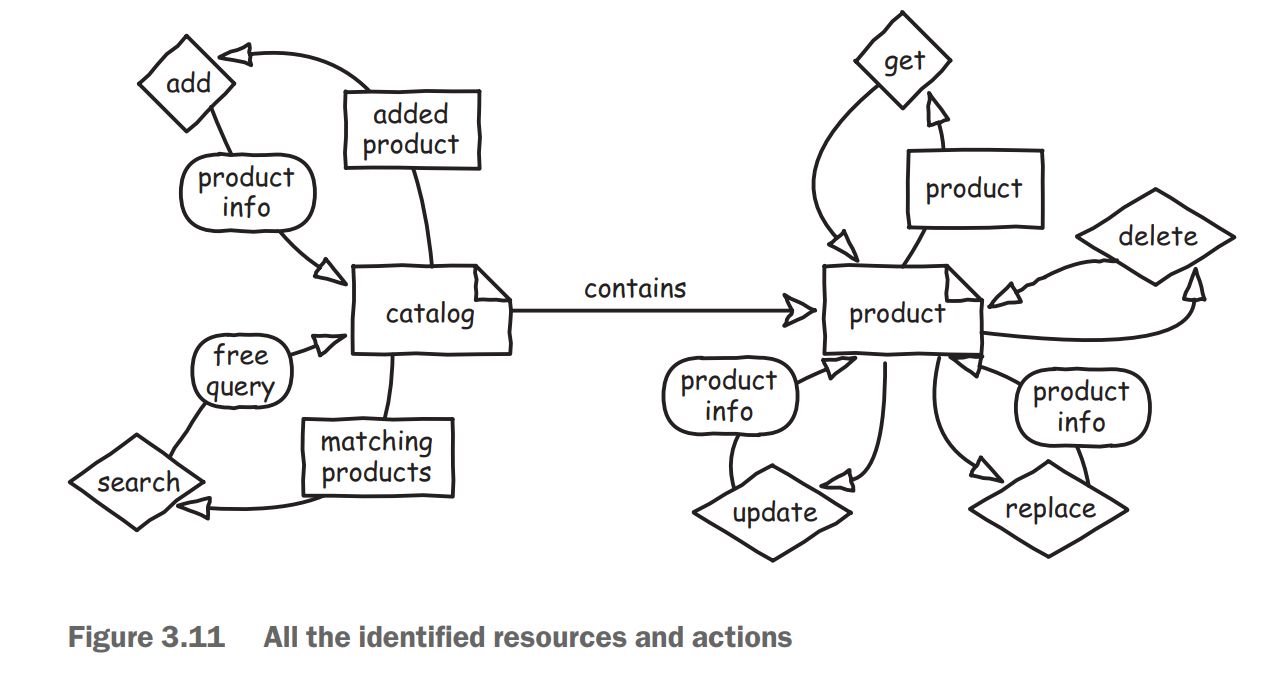 add
added
product
product
info
catalog
free
query
matching
products
search
contains
get
product
delete
product
product
info
update
product
info
replace
Figure 3.11 All the identified resources and actions